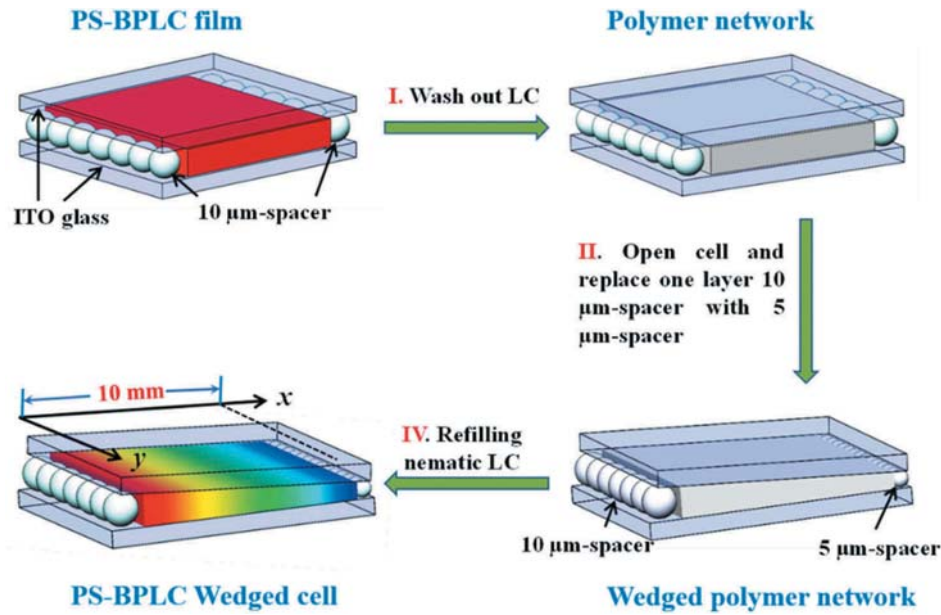 PS-BPLC film
Polymer network
I. Wash out LC
ITO glass
10 μm-spacer
II. Open cell and
replace one layer 10
μm-spacer with 5
μm-spacer
10 mm
x
y
IV. Refilling
nematic LC
10 μm-spacer
5 μm-spacer
PS-BPLC Wedged cell
Wedged polymer network